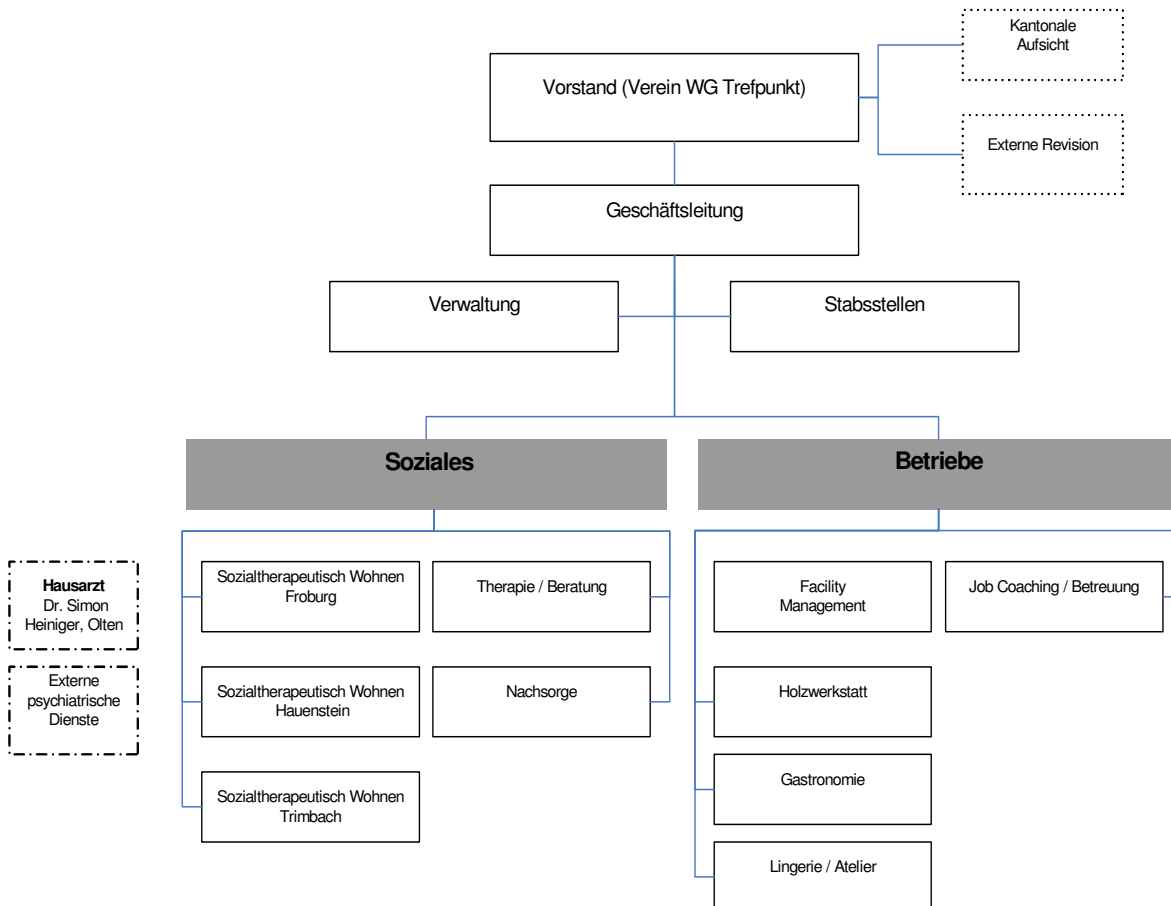 Kantonale
Aufsicht
Vorstand (Verein WG Trefpunkt)
Externe Revision
Geschäftsleitung
Verwaltung
Stabsstellen
Soziales
Betriebe
Hausarzt
Dr. Simon
Heiniger, Olten
Externe
psychiatrische
Dienste
Sozialtherapeutisch Wohnen
Froburg
Therapie / Beratung
Sozialtherapeutisch Wohnen
Hauenstein
Nachsorge
Sozialtherapeutisch Wohnen
Trimbach
Facility
Management
Job Coaching / Betreuung
Holzwerkstatt
Gastronomie
Lingerie / Atelier